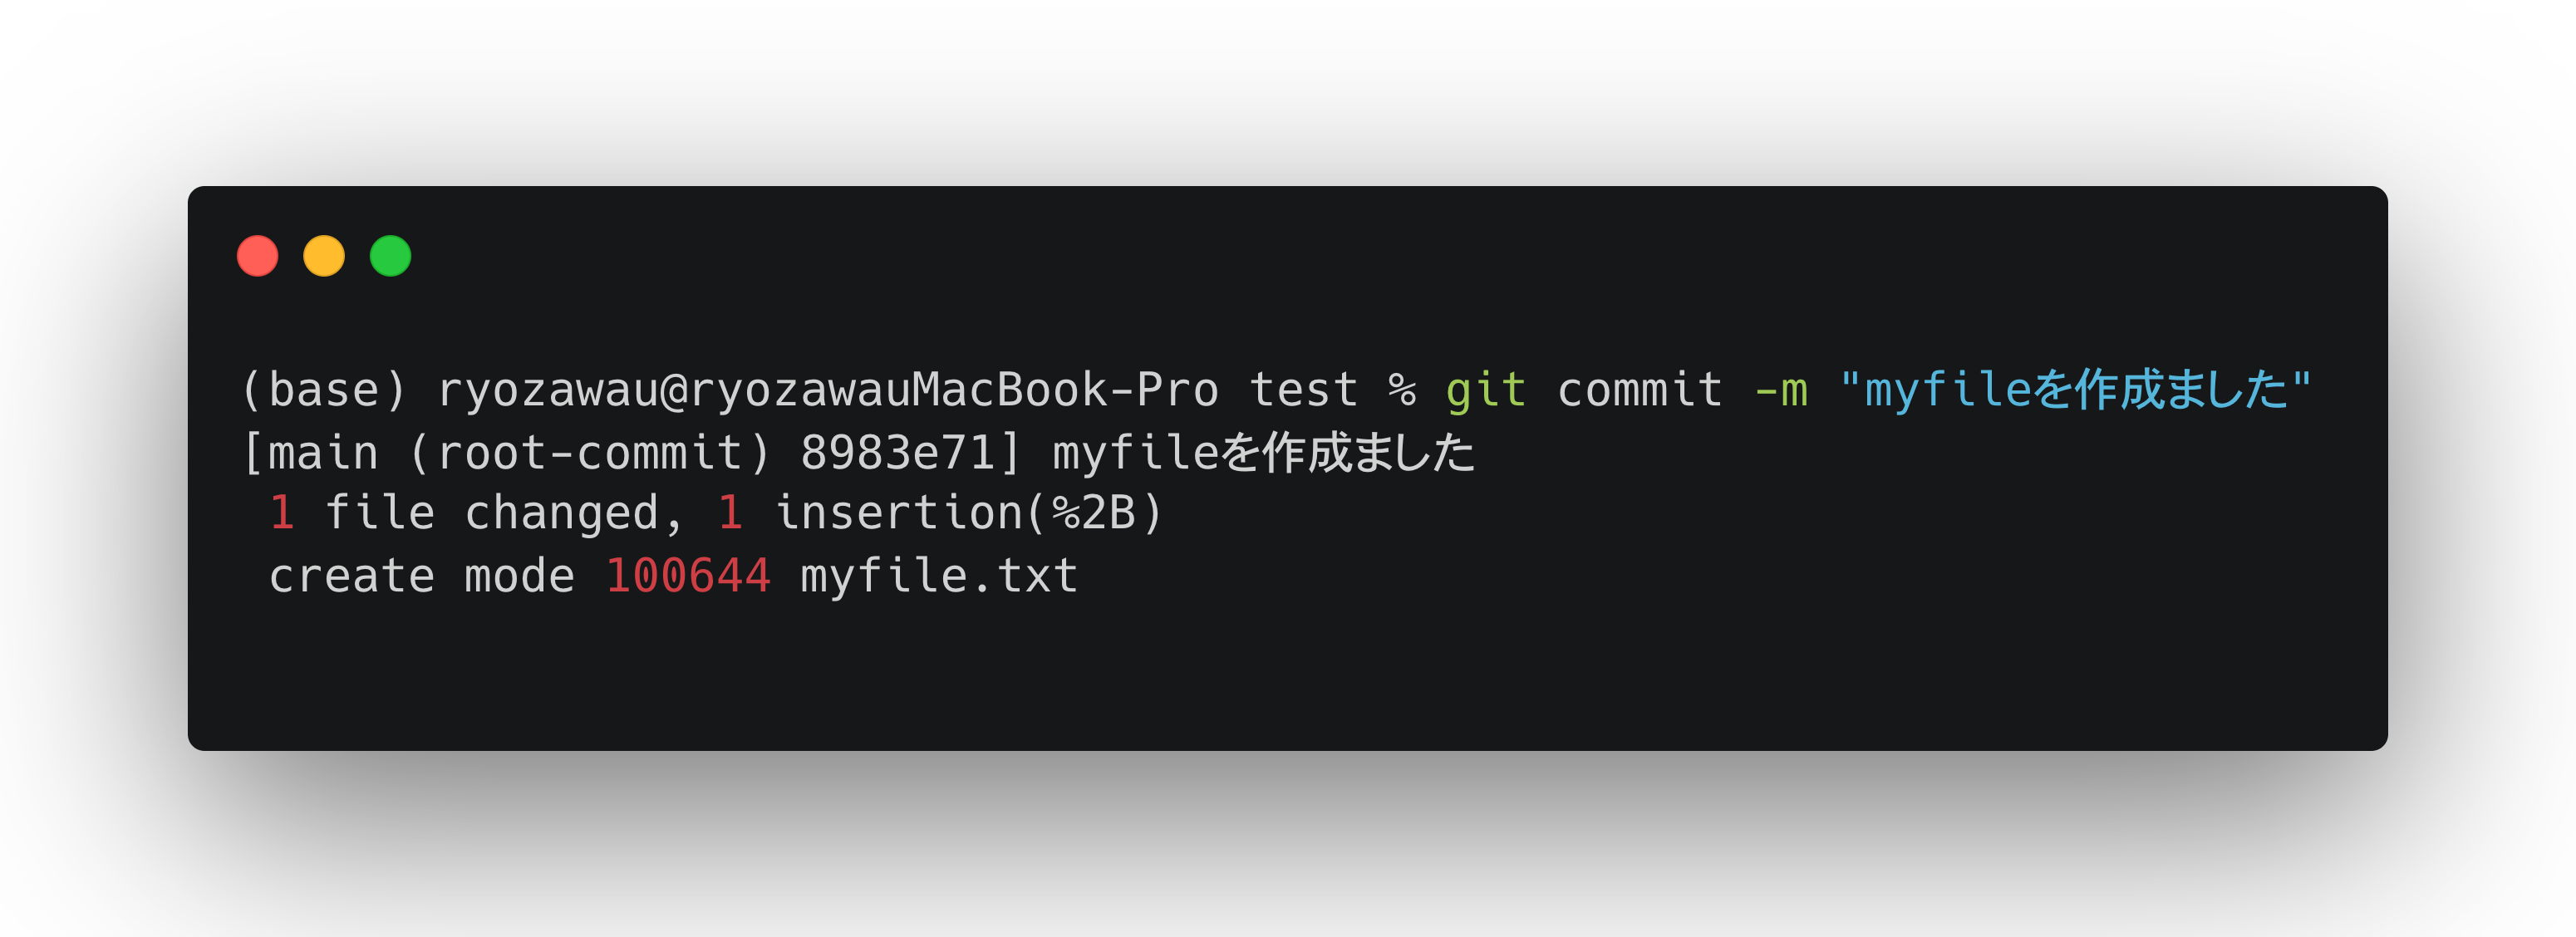 (base) ryozawau@ryozawauMacBook-Pro test % git commit -m "myfileを作成ました"
[main (root-commit) 8983e71] myfileを作成ました
 1 file changed, 1 insertion(%2B)
 create mode 100644 myfile.txt